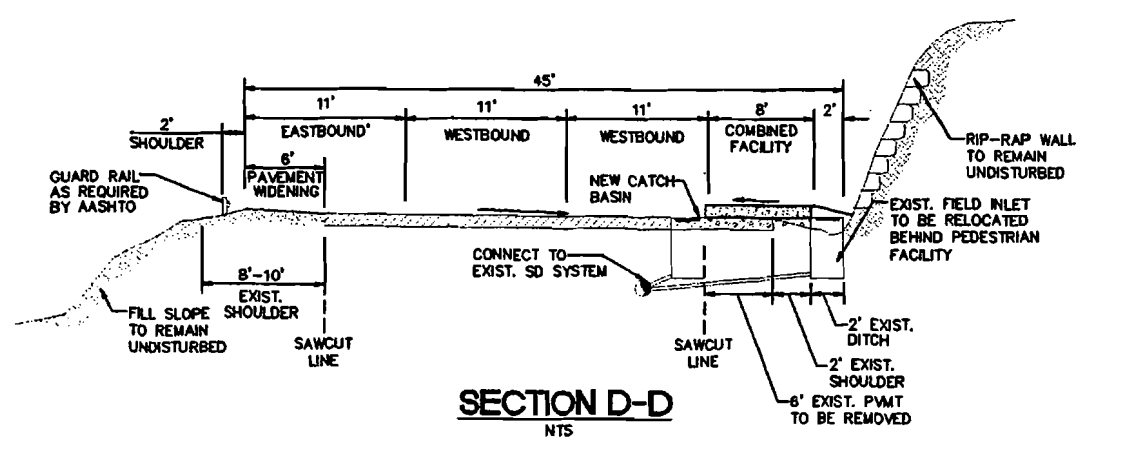 45'
11'
11'
11'
8'
2'
2'
SHOULDER
EASTBOUND*
WESTBOUND
WESTBOUND
COMBINED
FACILITY
6'
PAVEMENT
WIDENING
GUARD RAIL
AS REQUIRED
BY AASHTO
NEW CATCH
BASIN
RIP-RAP WALL
TO REMAIN
UNDISTURBED
EXIST. FIELD INLET
TO BE RELOCATED
BEHIND PEDESTRIAN
FACILITY
CONNECT TO
EXIST. SD SYSTEM
8'-10'
EXIST.
SHOULDER
FILL SLOPE
TO REMAIN
UNDISTURBED
SAWCUT
LINE
SAWCUT
LINE
2' EXIST.
DITCH
2' EXIST.
SHOULDER
6' EXIST. PVMT
TO BE REMOVED
SECTION D-D
NTS